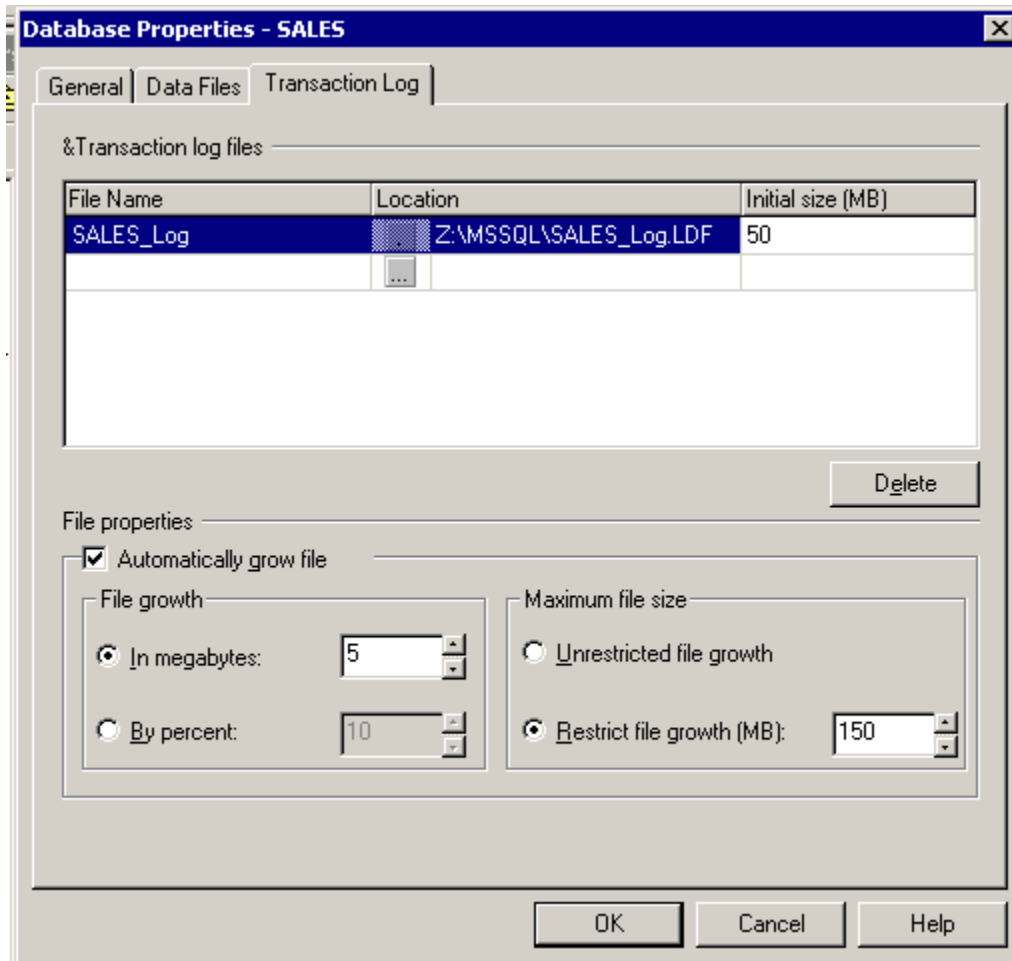 Database Properties - SALES
General Data Files Transaction Log
&Transaction log files
File Name Location Initial size (MB)
SALES_Log . Z:\MSSQL\SALES_Log.LDF 50
...
Delete
File properties
Automatically grow file
File growth Maximum file size
In megabytes: 5 Unrestricted file growth
By percent: 10 Restrict file growth (MB): 150
OK Cancel Help